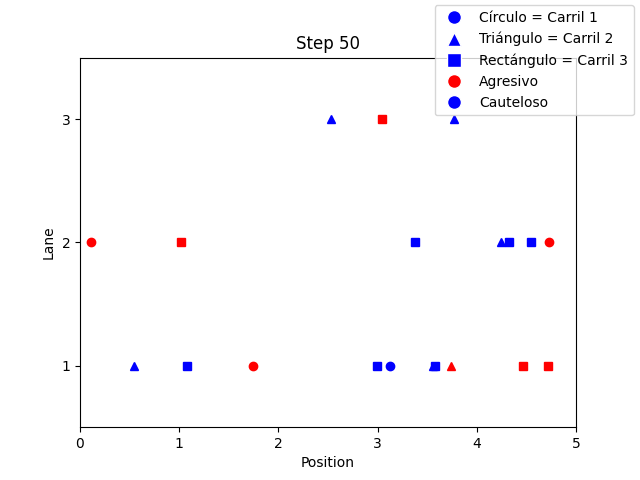 Step 50
Círculo = Carril 1
Triángulo = Carril 2
Rectángulo = Carril 3
Agresivo
Cauteloso
Lane
3
2
1
0 1 2 3 4 5
Position